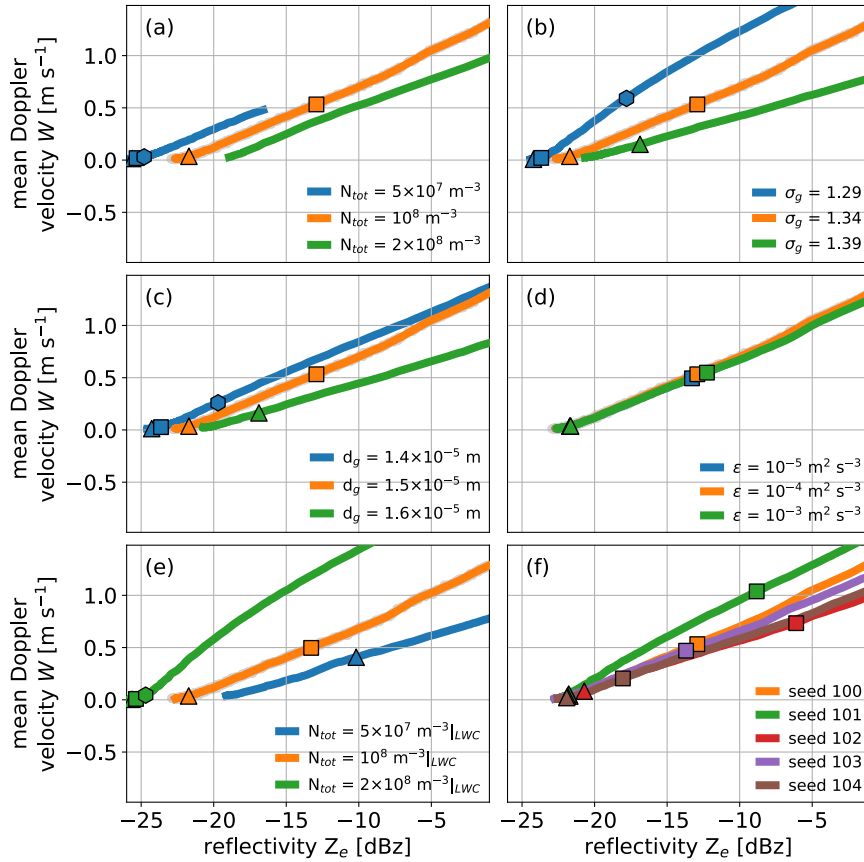 (a)
mean Doppler
velocity W [m s⁻¹]
1.0
0.5
0.0
−0.5
N_tot = 5×10⁷ m⁻³
N_tot = 10⁸ m⁻³
N_tot = 2×10⁸ m⁻³
(b)
σ_g = 1.29
σ_g = 1.34
σ_g = 1.39
(c)
mean Doppler
velocity W [m s⁻¹]
1.0
0.5
0.0
−0.5
d_g = 1.4×10⁻⁵ m
d_g = 1.5×10⁻⁵ m
d_g = 1.6×10⁻⁵ m
(d)
ε = 10⁻⁵ m² s⁻³
ε = 10⁻⁴ m² s⁻³
ε = 10⁻³ m² s⁻³
(e)
mean Doppler
velocity W [m s⁻¹]
1.0
0.5
0.0
−0.5
N_tot = 5×10⁷ m⁻³|_LWC
N_tot = 10⁸ m⁻³|_LWC
N_tot = 2×10⁸ m⁻³|_LWC
−25 −20 −15 −10 −5
reflectivity Z_e [dBz]
(f)
seed 100
seed 101
seed 102
seed 103
seed 104
−25 −20 −15 −10 −5
reflectivity Z_e [dBz]